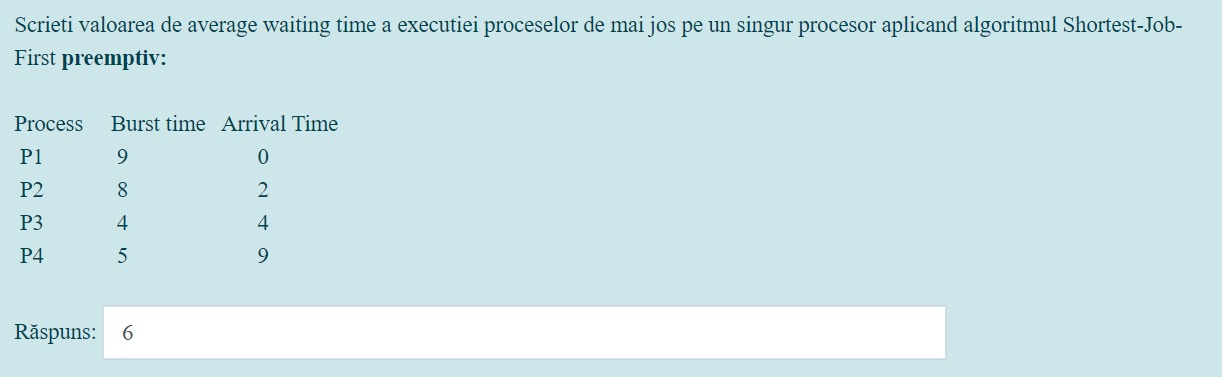 Scrieti valoarea de average waiting time a executiei proceselor de mai jos pe un singur procesor aplicand algoritmul Shortest-Job-
First preemptiv:
Process Burst time Arrival Time
P1 9 0
P2 8 2
P3 4 4
P4 5 9
Răspuns: 6